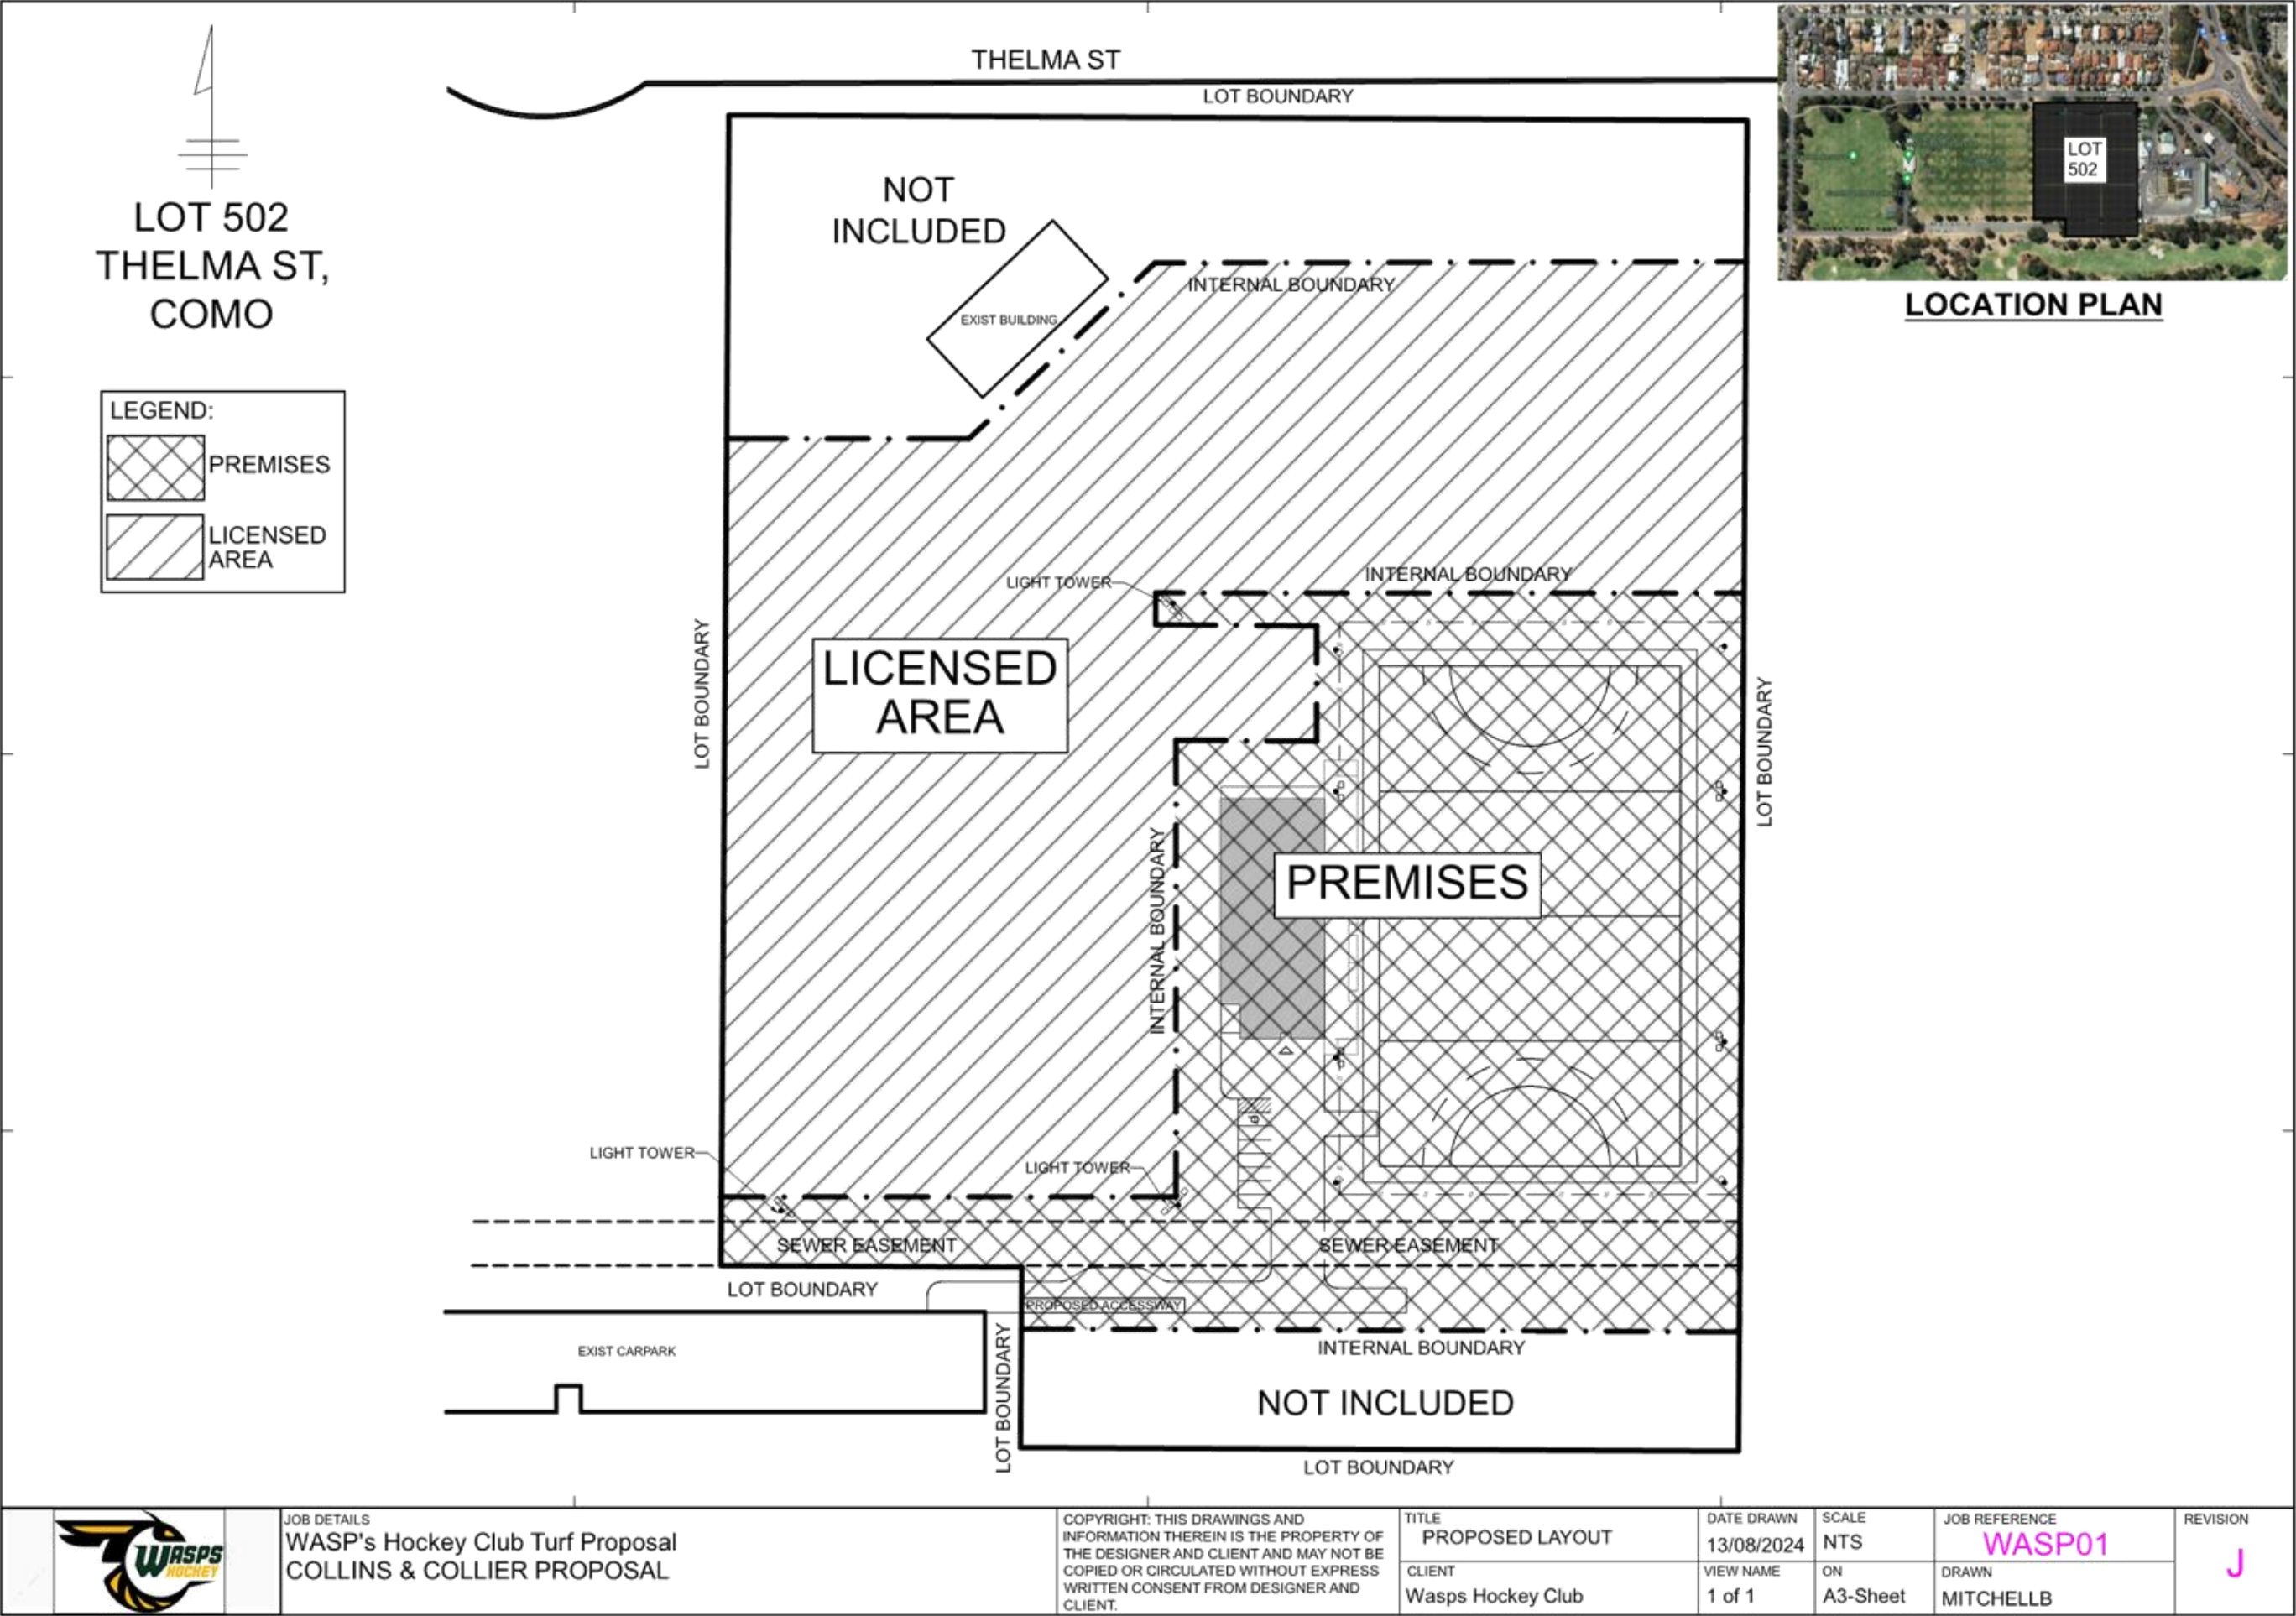 THELMA ST
LOT BOUNDARY
LOT
502
LOCATION PLAN
LOT 502
THELMA ST,
COMO
LEGEND:
PREMISES
LICENSED
AREA
NOT
INCLUDED
EXIST BUILDING
INTERNAL BOUNDARY
INTERNAL BOUNDARY
LIGHT TOWER
LOT BOUNDARY
LICENSED
AREA
LOT BOUNDARY
INTERNAL BOUNDARY
PREMISES
LIGHT TOWER
LIGHT TOWER
SEWER EASEMENT
SEWER EASEMENT
LOT BOUNDARY
PROPOSED ACCESSWAY
EXIST CARPARK
LOT BOUNDARY
INTERNAL BOUNDARY
NOT INCLUDED
LOT BOUNDARY
WASPS
HOCKEY
JOB DETAILS
WASP's Hockey Club Turf Proposal
COLLINS & COLLIER PROPOSAL
COPYRIGHT: THIS DRAWINGS AND
INFORMATION THEREIN IS THE PROPERTY OF
THE DESIGNER AND CLIENT AND MAY NOT BE
COPIED OR CIRCULATED WITHOUT EXPRESS
WRITTEN CONSENT FROM DESIGNER AND
CLIENT.
TITLE
PROPOSED LAYOUT
CLIENT
Wasps Hockey Club
DATE DRAWN
13/08/2024
VIEW NAME
1 of 1
SCALE
NTS
ON
A3-Sheet
JOB REFERENCE
WASP01
DRAWN
MITCHELLB
REVISION
J